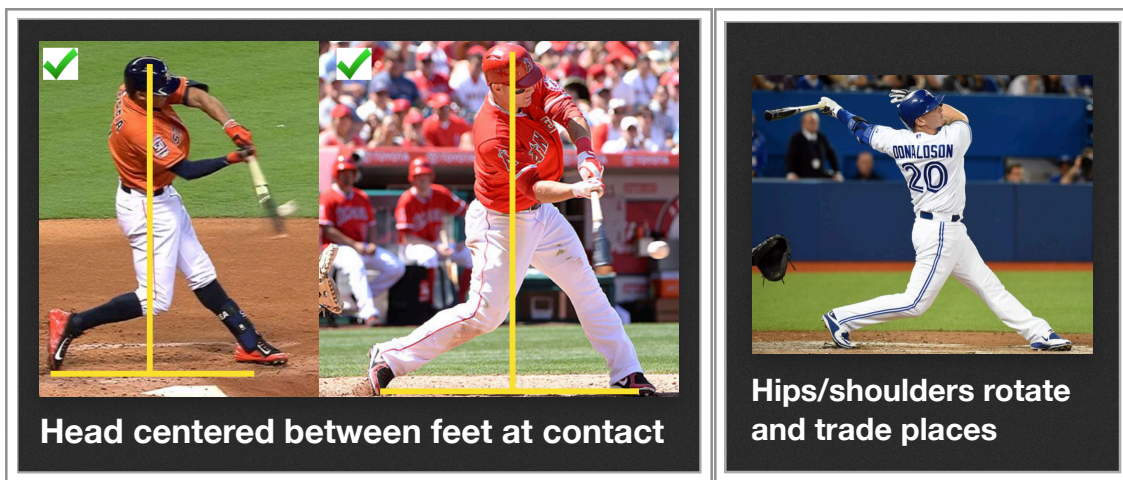 Head centered between feet at contact
DONALDSON
20
Hips/shoulders rotate
and trade places